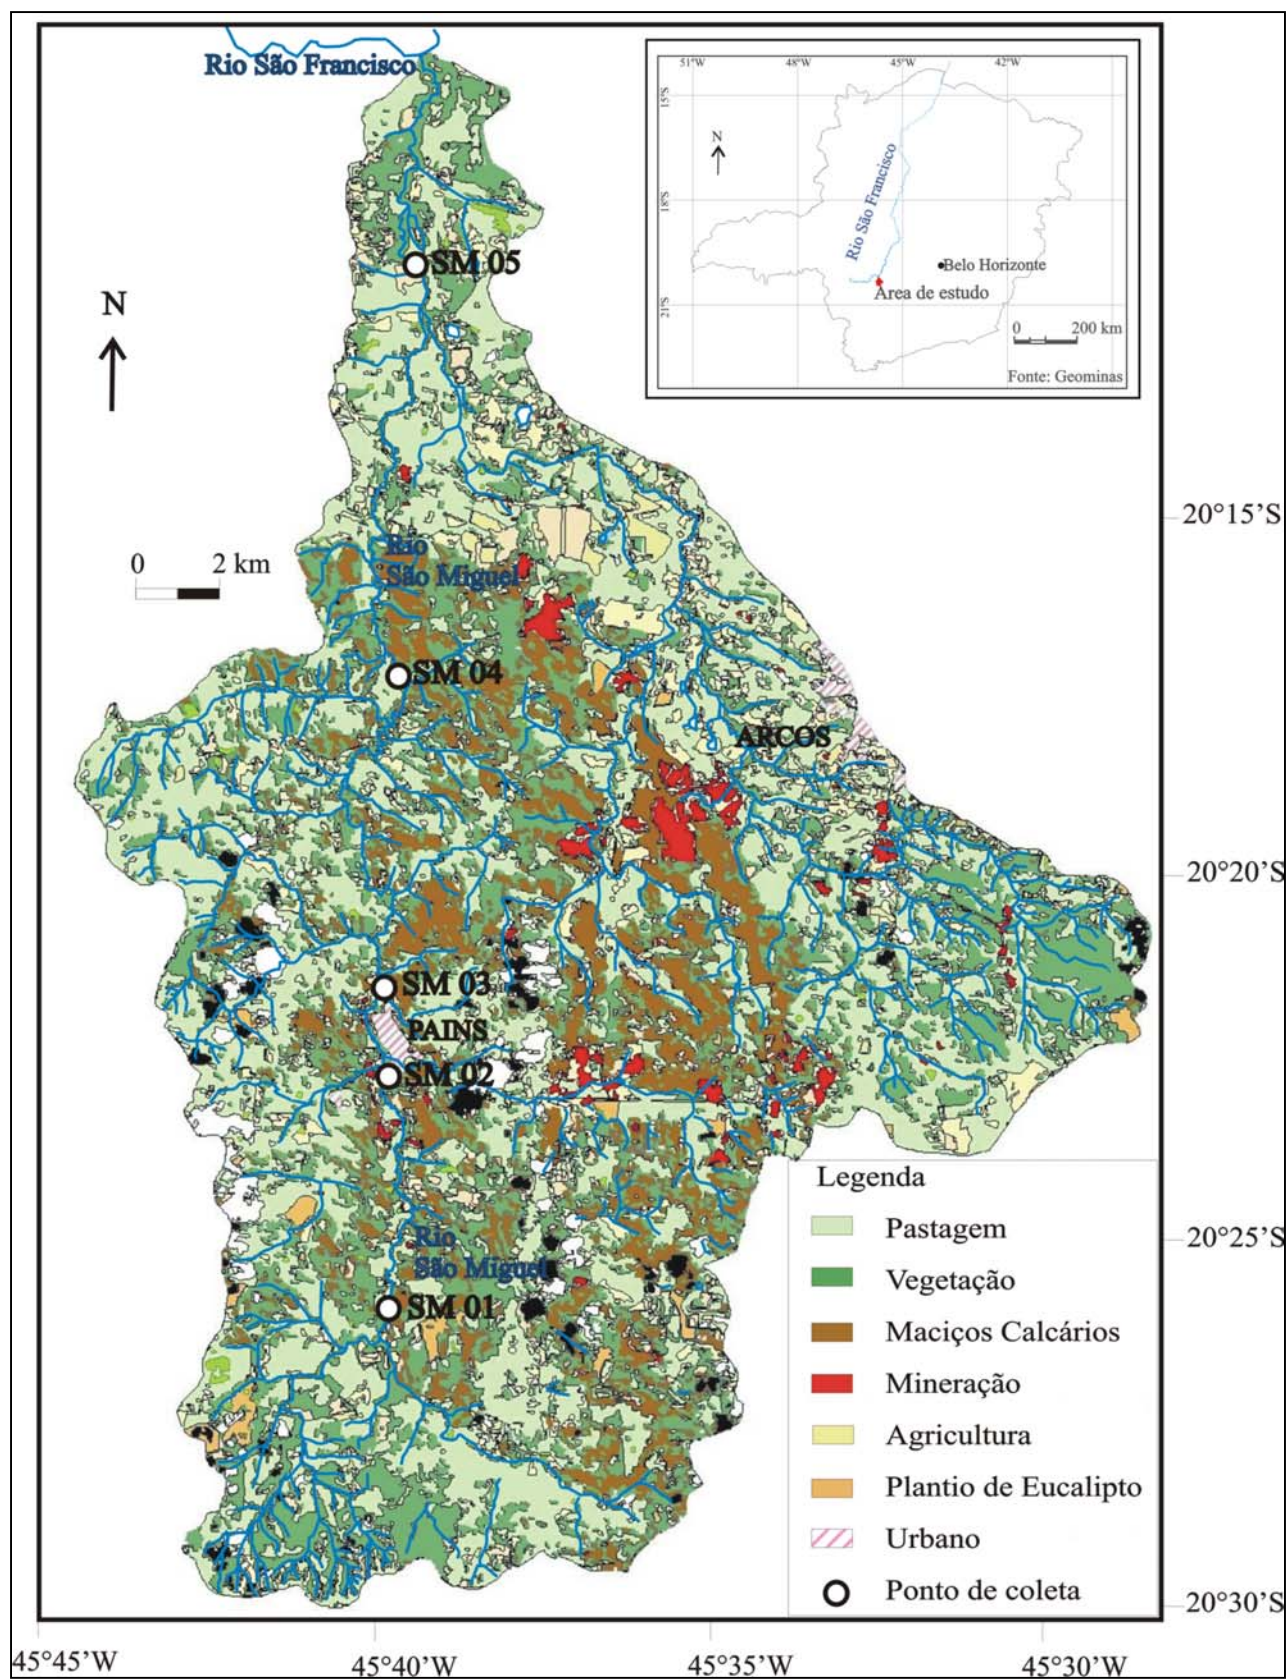 Rio São Francisco
51°W
48°W
45°W
42°W
15°S
18°S
21°S
N
Rio São Francisco
Belo Horizonte
Área de estudo
0 200 km
Fonte: Geominas
SM 05
N
0 2 km
20°15'S
Rio
São Miguel
SM 04
ARCOS
20°20'S
SM 03
PAINS
SM 02
Rio
São Miguel
20°25'S
SM 01
Legenda
Pastagem
Vegetação
Maciços Calcários
Mineração
Agricultura
Plantio de Eucalipto
Urbano
Ponto de coleta
20°30'S
45°45'W
45°40'W
45°35'W
45°30'W